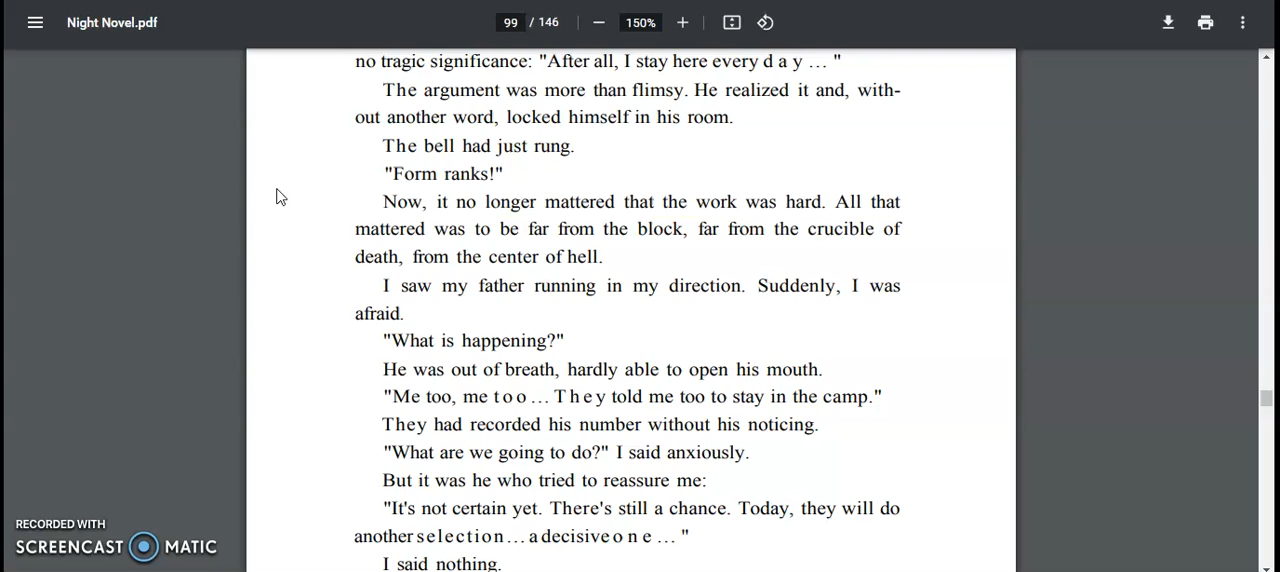 Night Novel.pdf
99 / 146
150%
no tragic significance: "After all, I stay here every d a y … "
The argument was more than flimsy. He realized it and, with-
out another word, locked himself in his room.
The bell had just rung.
"Form ranks!"
Now, it no longer mattered that the work was hard. All that
mattered was to be far from the block, far from the crucible of
death, from the center of hell.
I saw my father running in my direction. Suddenly, I was
afraid.
"What is happening?"
He was out of breath, hardly able to open his mouth.
"Me too, me t o o … T h e y told me too to stay in the camp."
They had recorded his number without his noticing.
"What are we going to do?" I said anxiously.
But it was he who tried to reassure me:
"It's not certain yet. There's still a chance. Today, they will do
another s e l e c t i o n … a decisive o n e … "
I said nothing.
RECORDED WITH
SCREENCAST MATIC